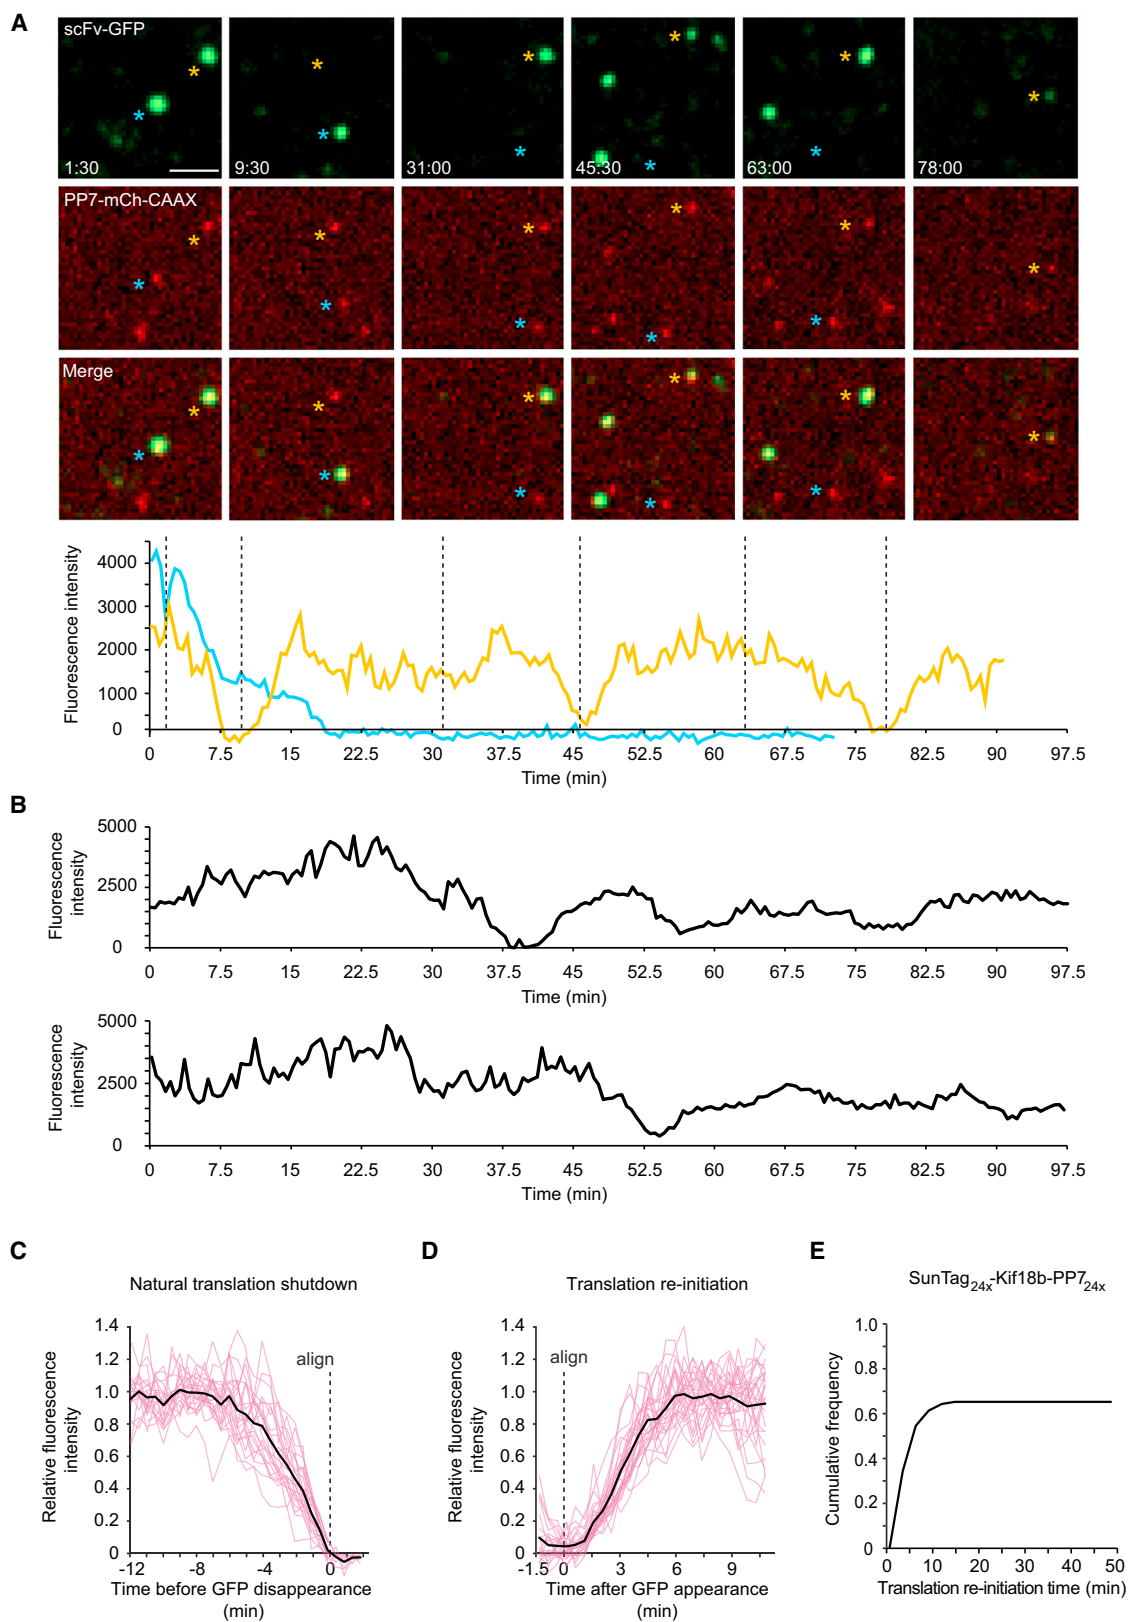 A
scFv-GFP
* * * * * *
* * * * *
1:30 9:30 31:00 45:30 63:00 78:00
PP7-mCh-CAAX
* * * * * *
* * * * *
Merge
* * * * * *
* * * * *
Fluorescence intensity
4000
3000
2000
1000
0
0 7.5 15 22.5 30 37.5 45 52.5 60 67.5 75 82.5 90 97.5
Time (min)
B
Fluorescence
intensity
5000
2500
0
0 7.5 15 22.5 30 37.5 45 52.5 60 67.5 75 82.5 90 97.5
Time (min)
Fluorescence
intensity
5000
2500
0
0 7.5 15 22.5 30 37.5 45 52.5 60 67.5 75 82.5 90 97.5
Time (min)
C
Natural translation shutdown
Relative fluorescence
intensity
1.4
1.2
1.0
0.8
0.6
0.4
0.2
0
align
-12 -8 -4 0
Time before GFP disappearance
(min)
D
Translation re-initiation
Relative fluorescence
intensity
1.4
1.2
1.0
0.8
0.6
0.4
0.2
0
align
-1.5 0 3 6 9
Time after GFP appearance
(min)
E
SunTag24x-Kif18b-PP724x
Cumulative frequency
1.0
0.8
0.6
0.4
0.2
0
0 10 20 30 40 50
Translation re-initiation time (min)